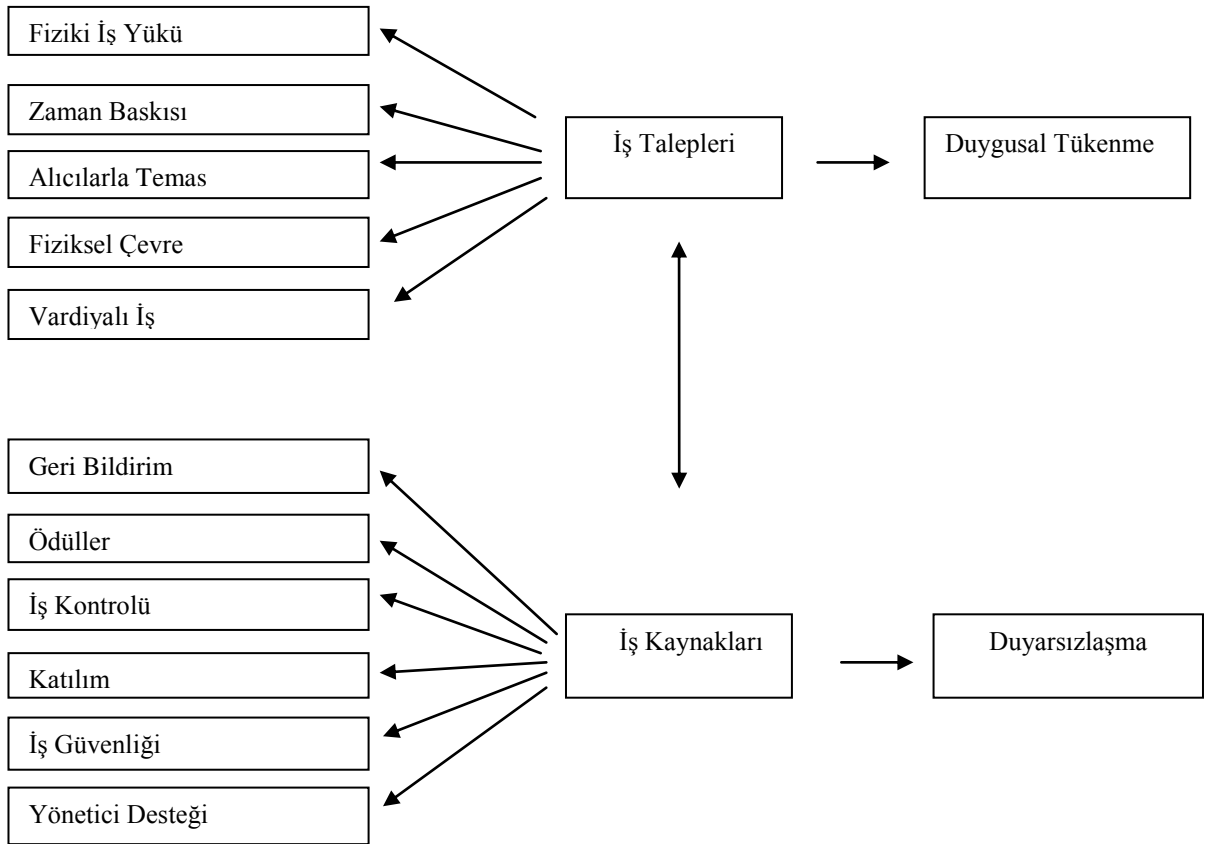 Fiziki İş Yükü
Zaman Baskısı
Alıcılarla Temas
Fiziksel Çevre
Vardiyalı İş
İş Talepleri
Duygusal Tükenme
Geri Bildirim
Ödüller
İş Kontrolü
Katılım
İş Güvenliği
Yönetici Desteği
İş Kaynakları
Duyarsızlaşma